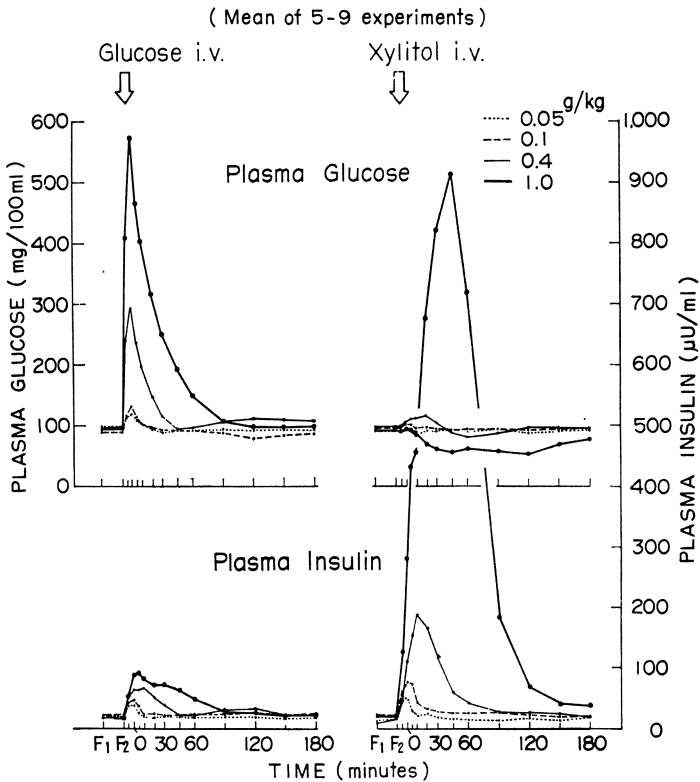 ( Mean of 5-9 experiments )
Glucose i.v.
Xylitol i.v.
g/kg
0.05
0.1
0.4
1.0
Plasma Glucose
PLASMA GLUCOSE (mg/100ml)
600
500
400
300
200
100
0
1,000
900
800
700
600
500
400
300
200
100
0
PLASMA INSULIN (μU/ml)
Plasma Insulin
F1 F2 0 30 60 120 180
F1 F2 0 30 60 120 180
TIME (minutes)